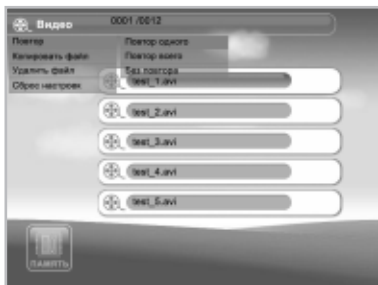 Видео 0001 /0012
Повтор Повтор одного
Копировать файл Повтор всего
Удалить файл Без повтора
Сброс настроек test_1.avi
test_2.avi
test_3.avi
test_4.avi
test_5.avi
ПАМЯТЬ